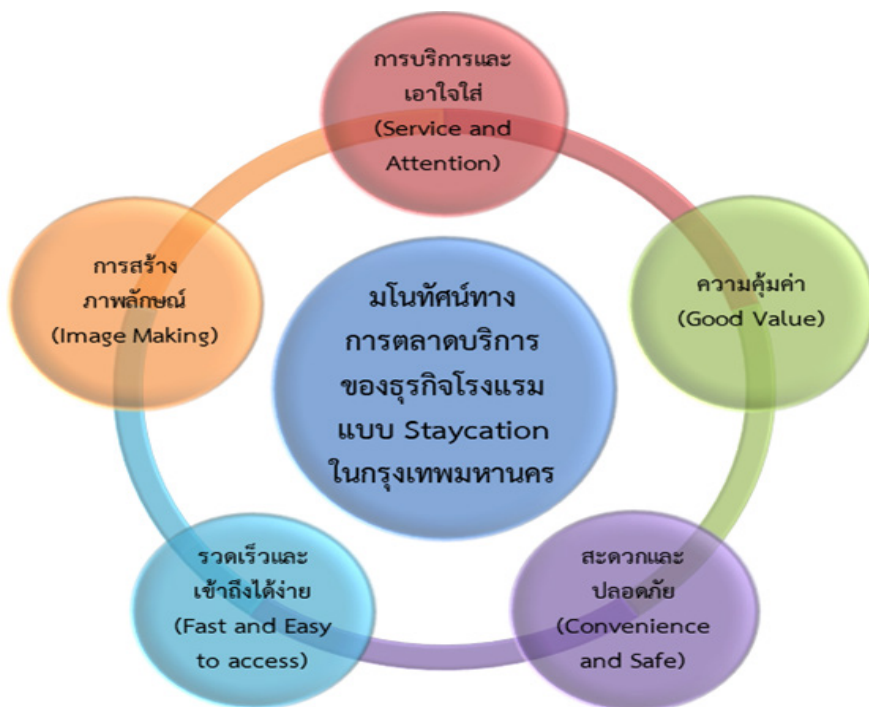 การบริการและ
เอาใจใส่
(Service and
Attention)
การสร้าง
ภาพลักษณ์
(Image Making)
ความคุ้มค่า
(Good Value)
มโนทัศน์ทาง
การตลาดบริการ
ของธุรกิจโรงแรม
แบบ Staycation
ในกรุงเทพมหานคร
รวดเร็วและ
เข้าถึงได้ง่าย
(Fast and Easy
to access)
สะดวกและ
ปลอดภัย
(Convenience
and Safe)